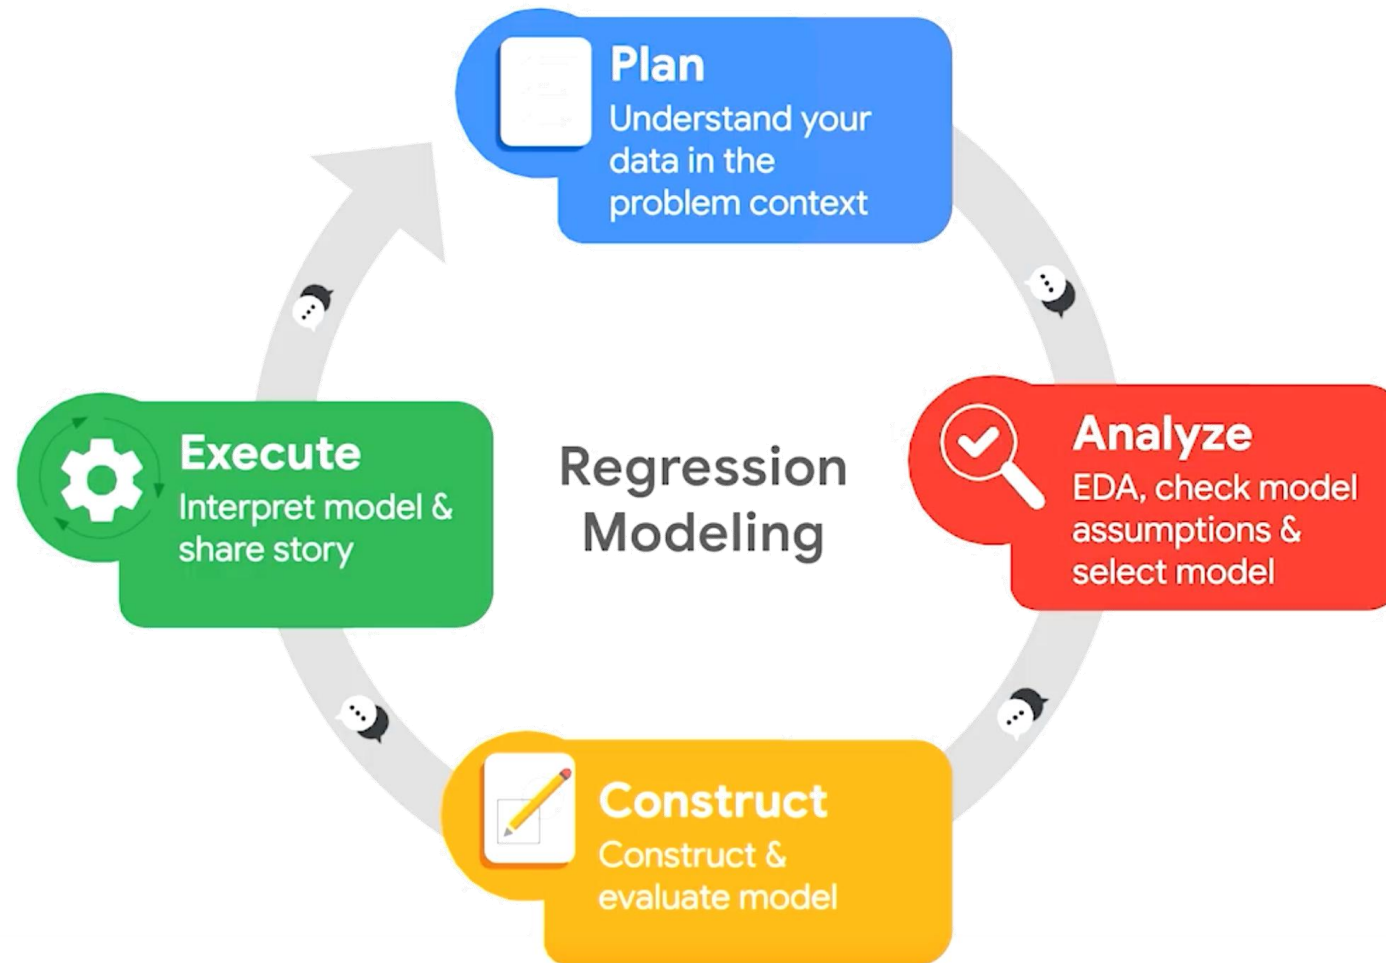 Plan
Understand your
data in the
problem context
Analyze
EDA, check model
assumptions &
select model
Construct
Construct &
evaluate model
Execute
Interpret model &
share story
Regression
Modeling